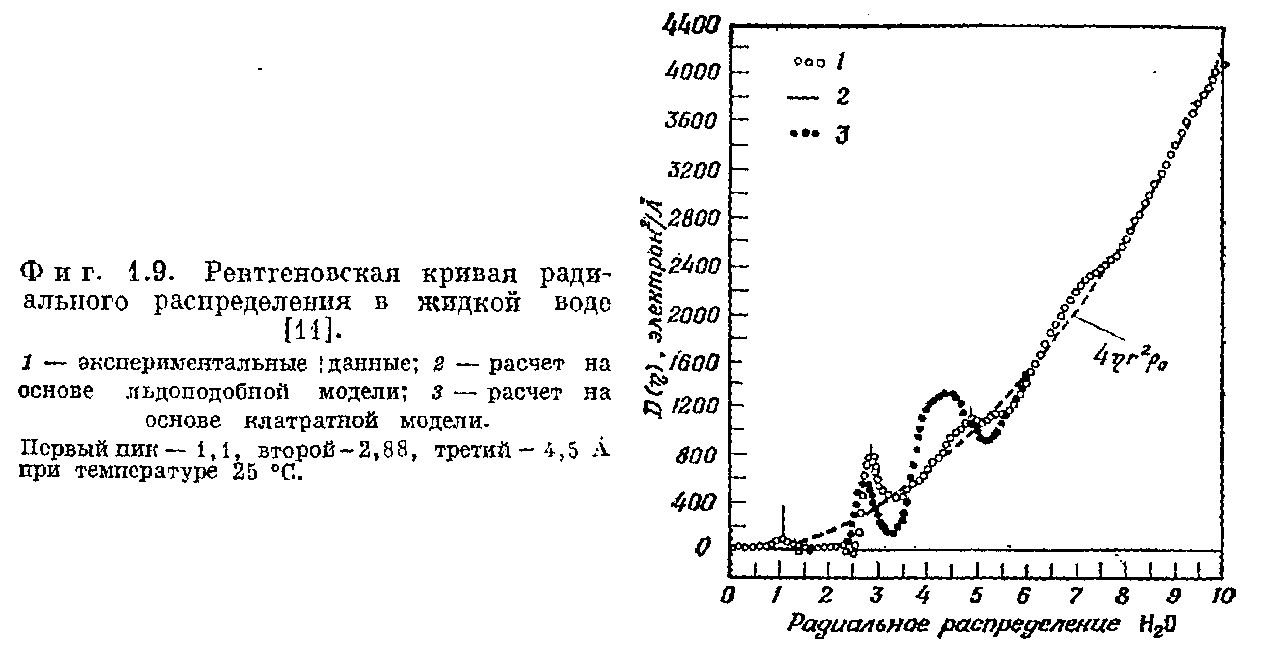 Фиг. 1.9. Рентгеновская кривая ради-
ального распределения в жидкой воде
[11].
1 — экспериментальные данные; 2 — расчет на
основе льдоподобной модели; 3 — расчет на
основе клатратной модели.
Первый пик — 1,1, второй — 2,88, третий — 4,5 Å
при температуре 25 °С.
D(η), электрон²/Å
4400
4000
3600
3200
2800
2400
2000
1600
1200
800
400
0
1
2
3
4ηr²ρ₀
0 1 2 3 4 5 6 7 8 9 10
Радиальное распределение H₂O